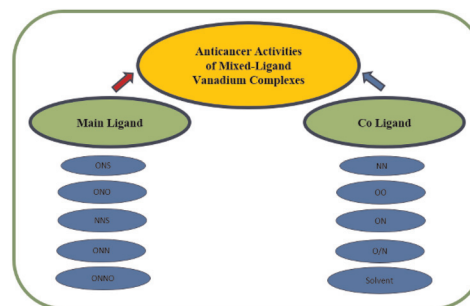 Anticancer Activities
of Mixed-Ligand
Vanadium Complexes
Main Ligand
ONS
ONO
NNS
ONN
ONNO
Co Ligand
NN
OO
ON
O/N
Solvent